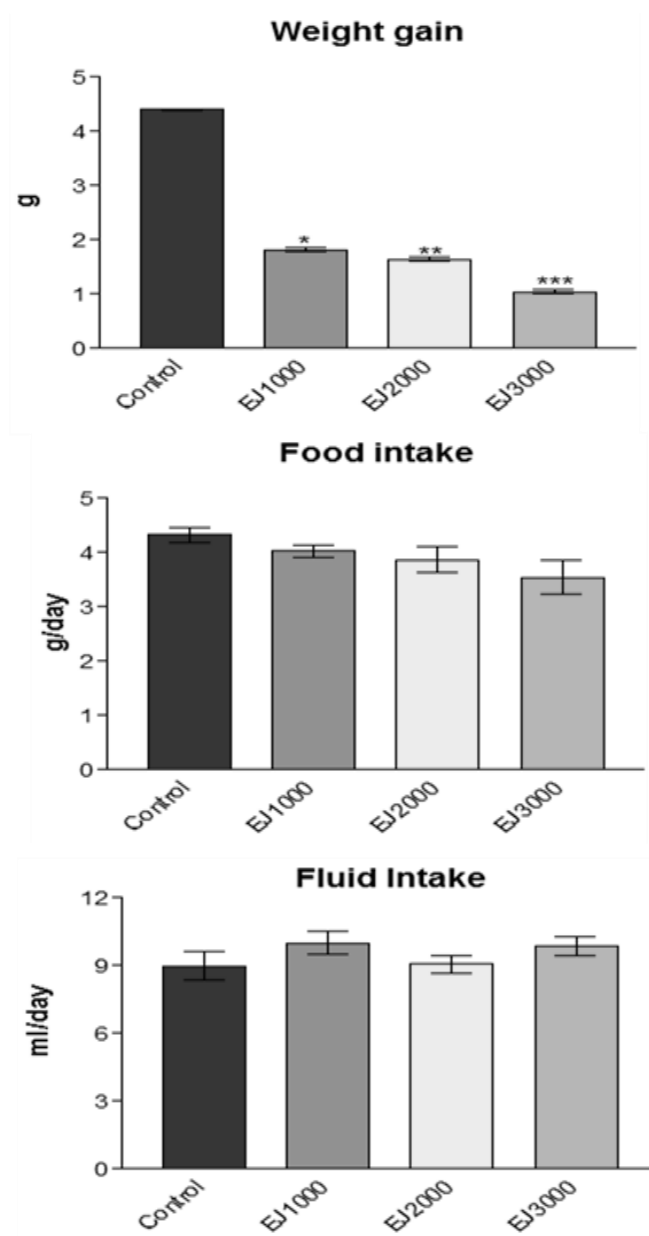 Weight gain
5
4
3
2
1
0
g
*
**
***
Control
EJ1000
EJ2000
EJ3000
Food intake
5
4
3
2
1
0
g/day
Control
EJ1000
EJ2000
EJ3000
Fluid Intake
12
9
6
3
0
ml/day
Control
EJ1000
EJ2000
EJ3000